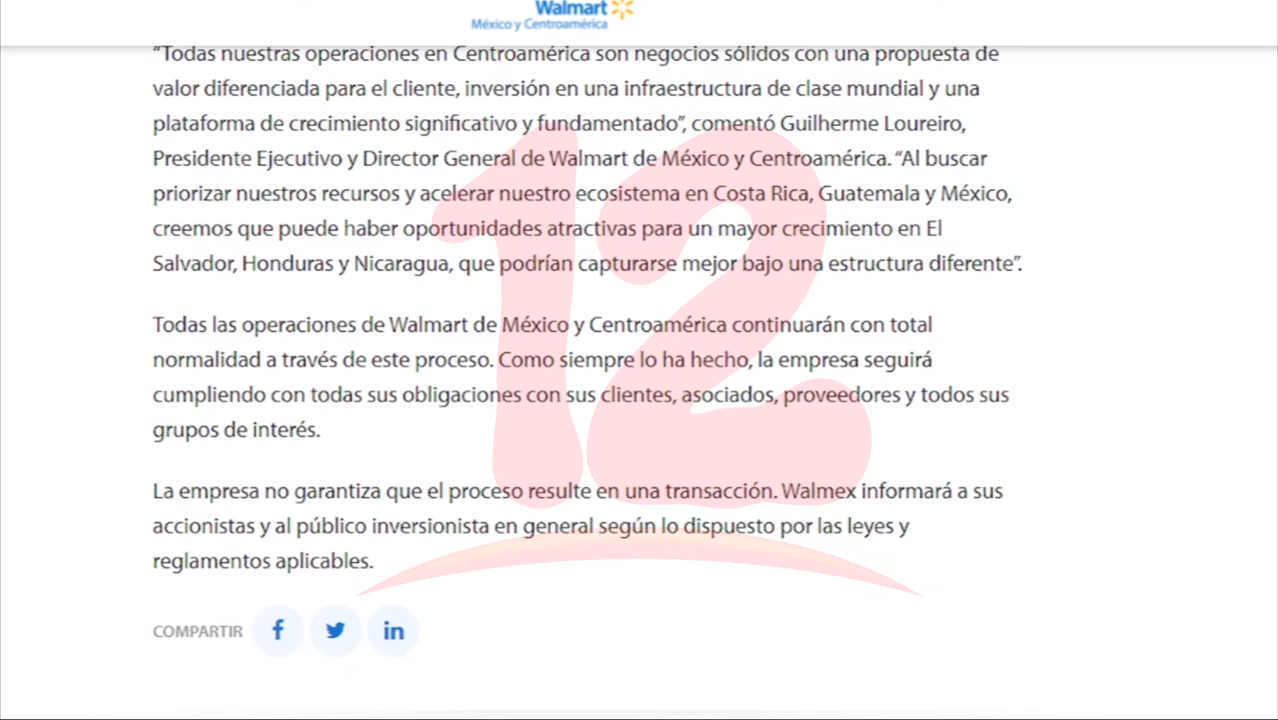 Walmart
México y Centroamérica
“Todas nuestras operaciones en Centroamérica son negocios sólidos con una propuesta de
valor diferenciada para el cliente, inversión en una infraestructura de clase mundial y una
plataforma de crecimiento significativo y fundamentado”, comentó Guilherme Loureiro,
Presidente Ejecutivo y Director General de Walmart de México y Centroamérica. “Al buscar
priorizar nuestros recursos y acelerar nuestro ecosistema en Costa Rica, Guatemala y México,
creemos que puede haber oportunidades atractivas para un mayor crecimiento en El
Salvador, Honduras y Nicaragua, que podrían capturarse mejor bajo una estructura diferente”.
Todas las operaciones de Walmart de México y Centroamérica continuarán con total
normalidad a través de este proceso. Como siempre lo ha hecho, la empresa seguirá
cumpliendo con todas sus obligaciones con sus clientes, asociados, proveedores y todos sus
grupos de interés.
La empresa no garantiza que el proceso resulte en una transacción. Walmex informará a sus
accionistas y al público inversionista en general según lo dispuesto por las leyes y
reglamentos aplicables.
COMPARTIR f in
12